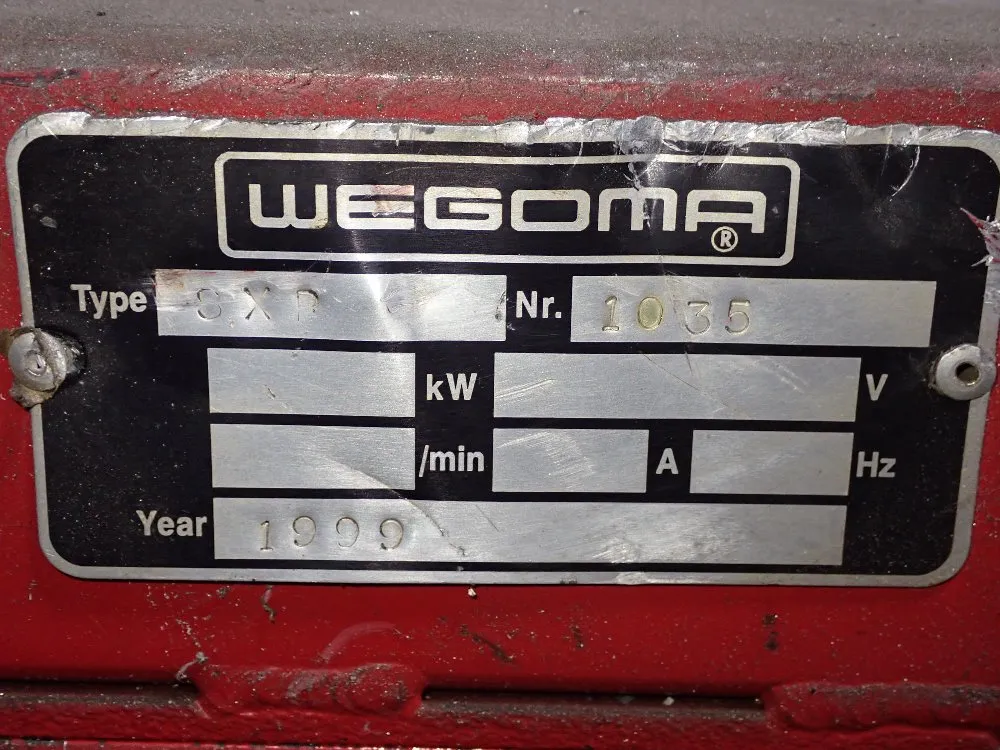 WEGOMA ®
Type Nr. 1035
kW V
/min A Hz
Year 1999